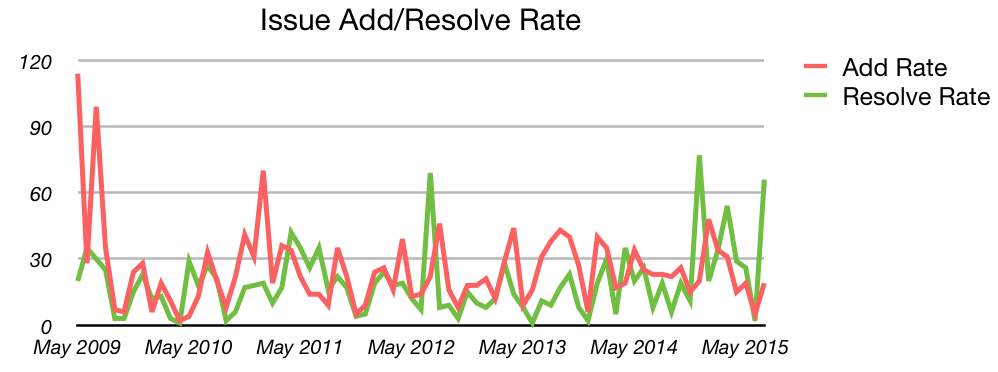 Issue Add/Resolve Rate
120
90
60
30
0
Add Rate
Resolve Rate
May 2009 May 2010 May 2011 May 2012 May 2013 May 2014 May 2015